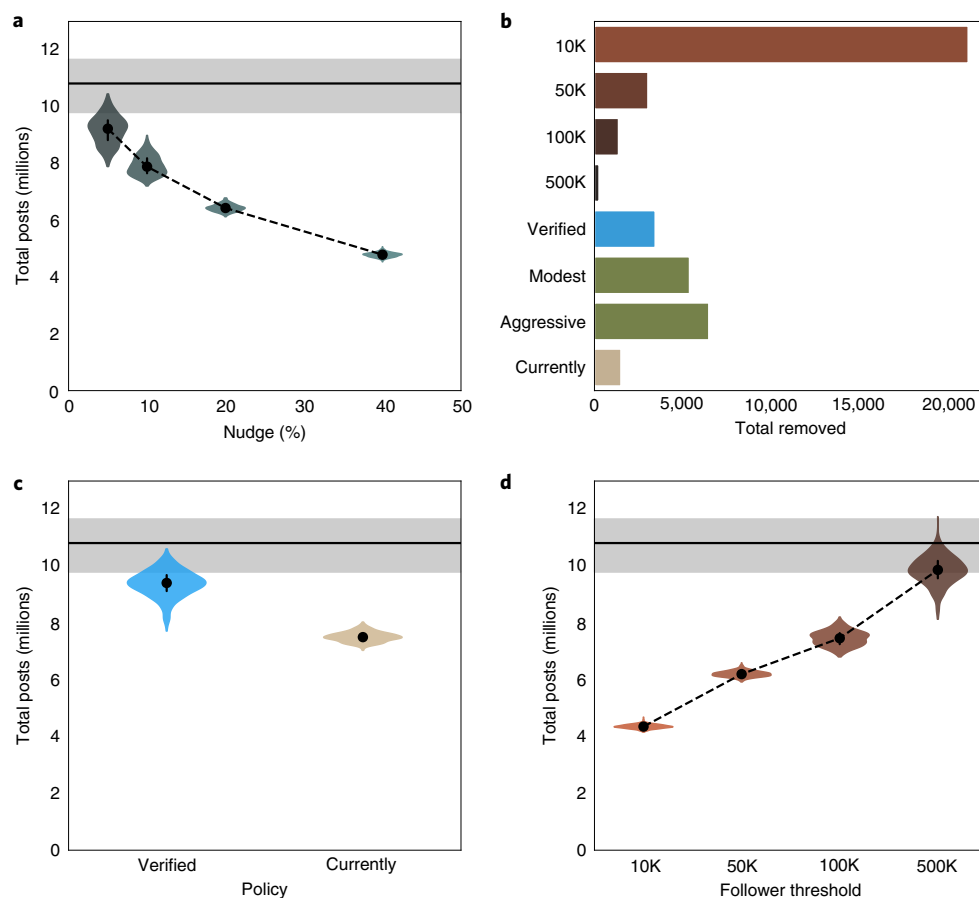 a
Total posts (millions)
12
10
8
6
4
2
0
0 10 20 30 40 50
Nudge (%)
b
10K
50K
100K
500K
Verified
Modest
Aggressive
Currently
0 5,000 10,000 15,000 20,000
Total removed
c
Total posts (millions)
12
10
8
6
4
2
0
Verified Currently
Policy
d
Total posts (millions)
12
10
8
6
4
2
0
10K 50K 100K 500K
Follower threshold